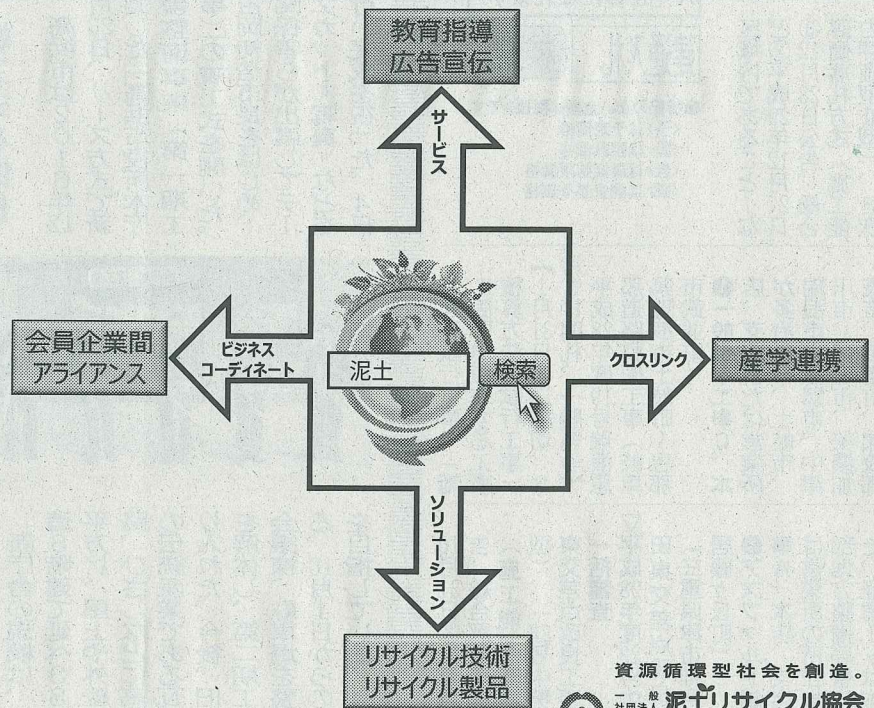 教育指導
広告宣伝
サービス
会員企業間
アライアンス
ビジネス
コーディネート
泥土
検索
クロスリンク
産学連携
ソリューション
リサイクル技術
リサイクル製品
資源循環型社会を創造。
一般
社団法人
泥土リサイクル協会